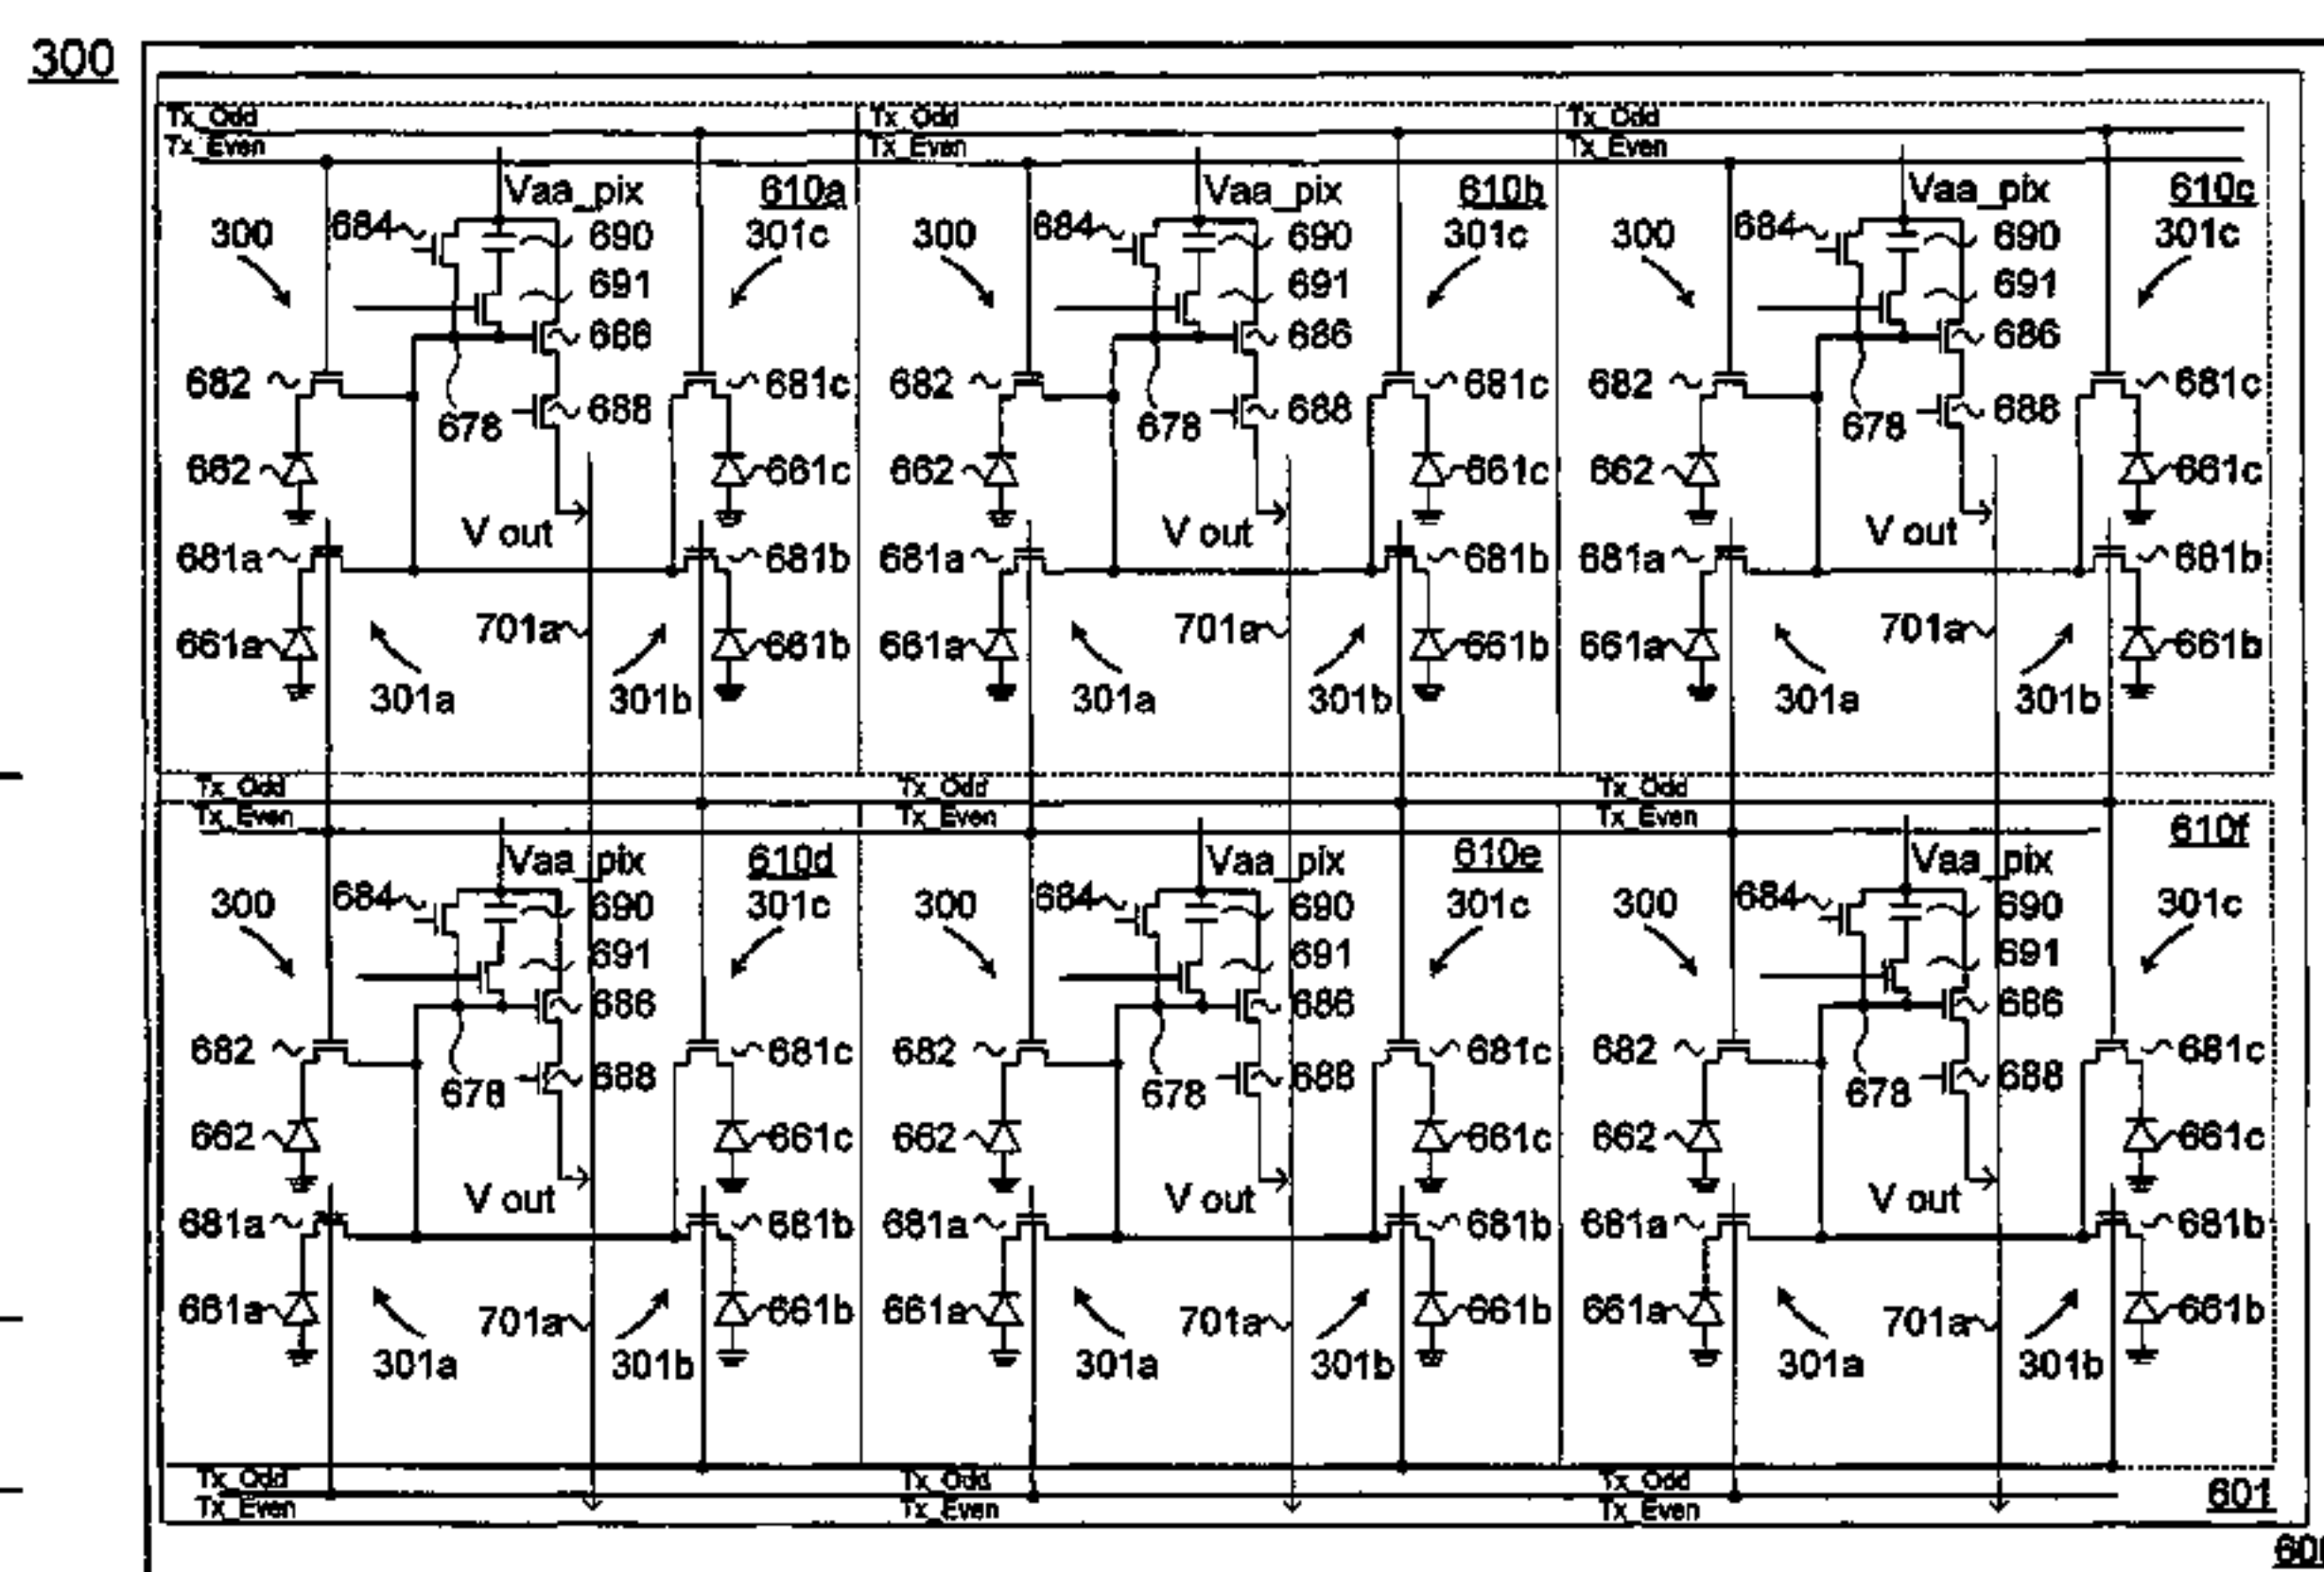 300
Tx_Odd Tx_Odd Tx_Odd
Tx_Even Tx_Even Tx_Even
Vaa_pix 610a Vaa_pix 610b Vaa_pix 610c
300 684 690 301c 300 684 690 301c 300 684 690 301c
691 691 691
686 686 686
682 681c 682 681c 682 681c
678 688 678 688 678 688
662 661c 662 661c 662 661c
V out V out V out
681a 681b 681a 681b 681a 681b
661a 701a 661b 661a 701a 661b 661a 701a 661b
301a 301b 301a 301b 301a 301b
Tx_Odd Tx_Odd Tx_Odd
Tx_Even Tx_Even Tx_Even
Vaa_pix 610d Vaa_pix 610e Vaa_pix 610f
300 684 690 301c 300 684 690 301c 300 684 690 301c
691 691 691
686 686 686
682 681c 682 681c 682 681c
678 688 678 688 678 688
662 661c 662 661c 662 661c
V out V out V out
681a 681b 681a 681b 681a 681b
661a 701a 661b 661a 701a 661b 661a 701a 661b
301a 301b 301a 301b 301a 301b
Tx_Odd Tx_Odd Tx_Odd
Tx_Even Tx_Even Tx_Even
601